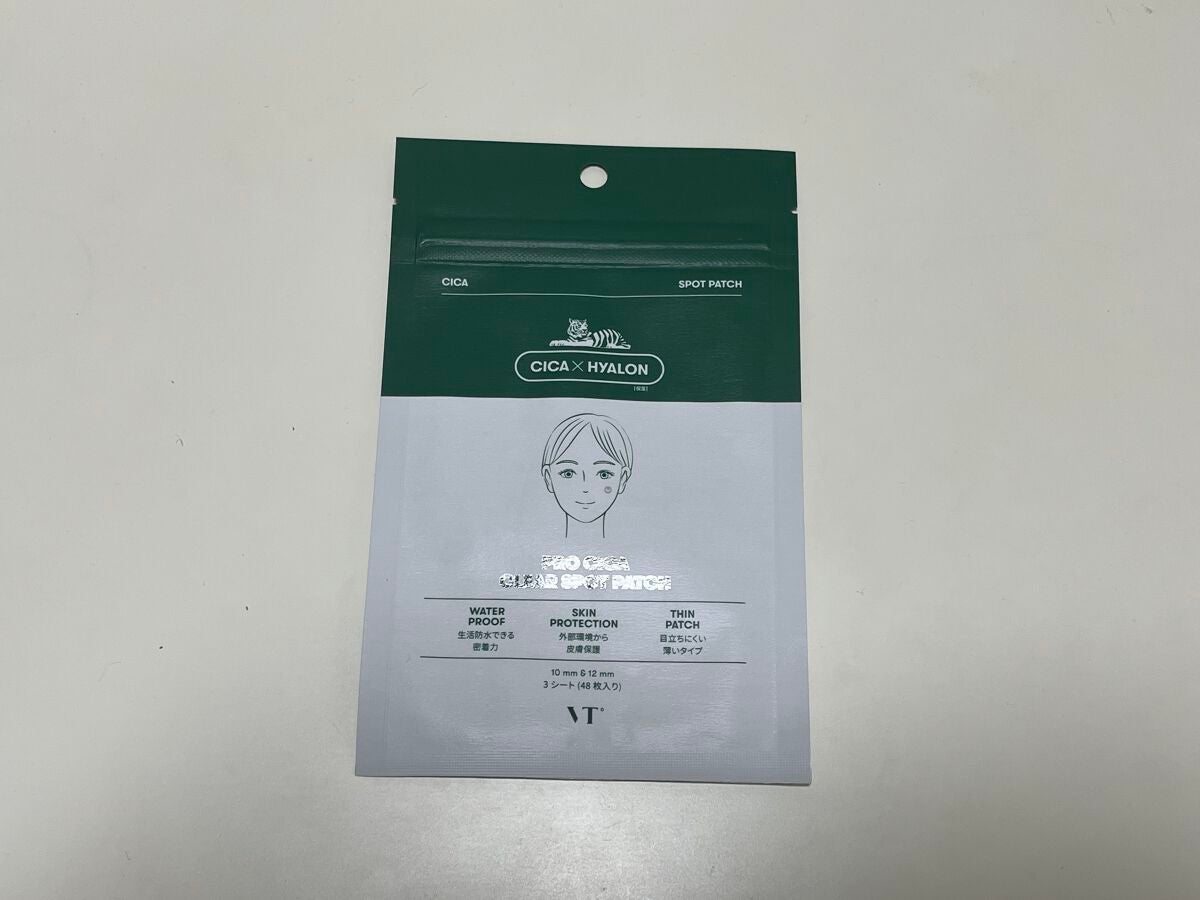 CICA SPOT PATCH
CICA × HYALON
[保湿]
PRO CICA
CLEAR SPOT PATCH
WATER PROOF
生活防水できる
密着力
SKIN PROTECTION
外部環境から
皮膚保護
THIN PATCH
目立ちにくい
薄いタイプ
10 mm & 12 mm
3 シート (48 枚入り)
VT